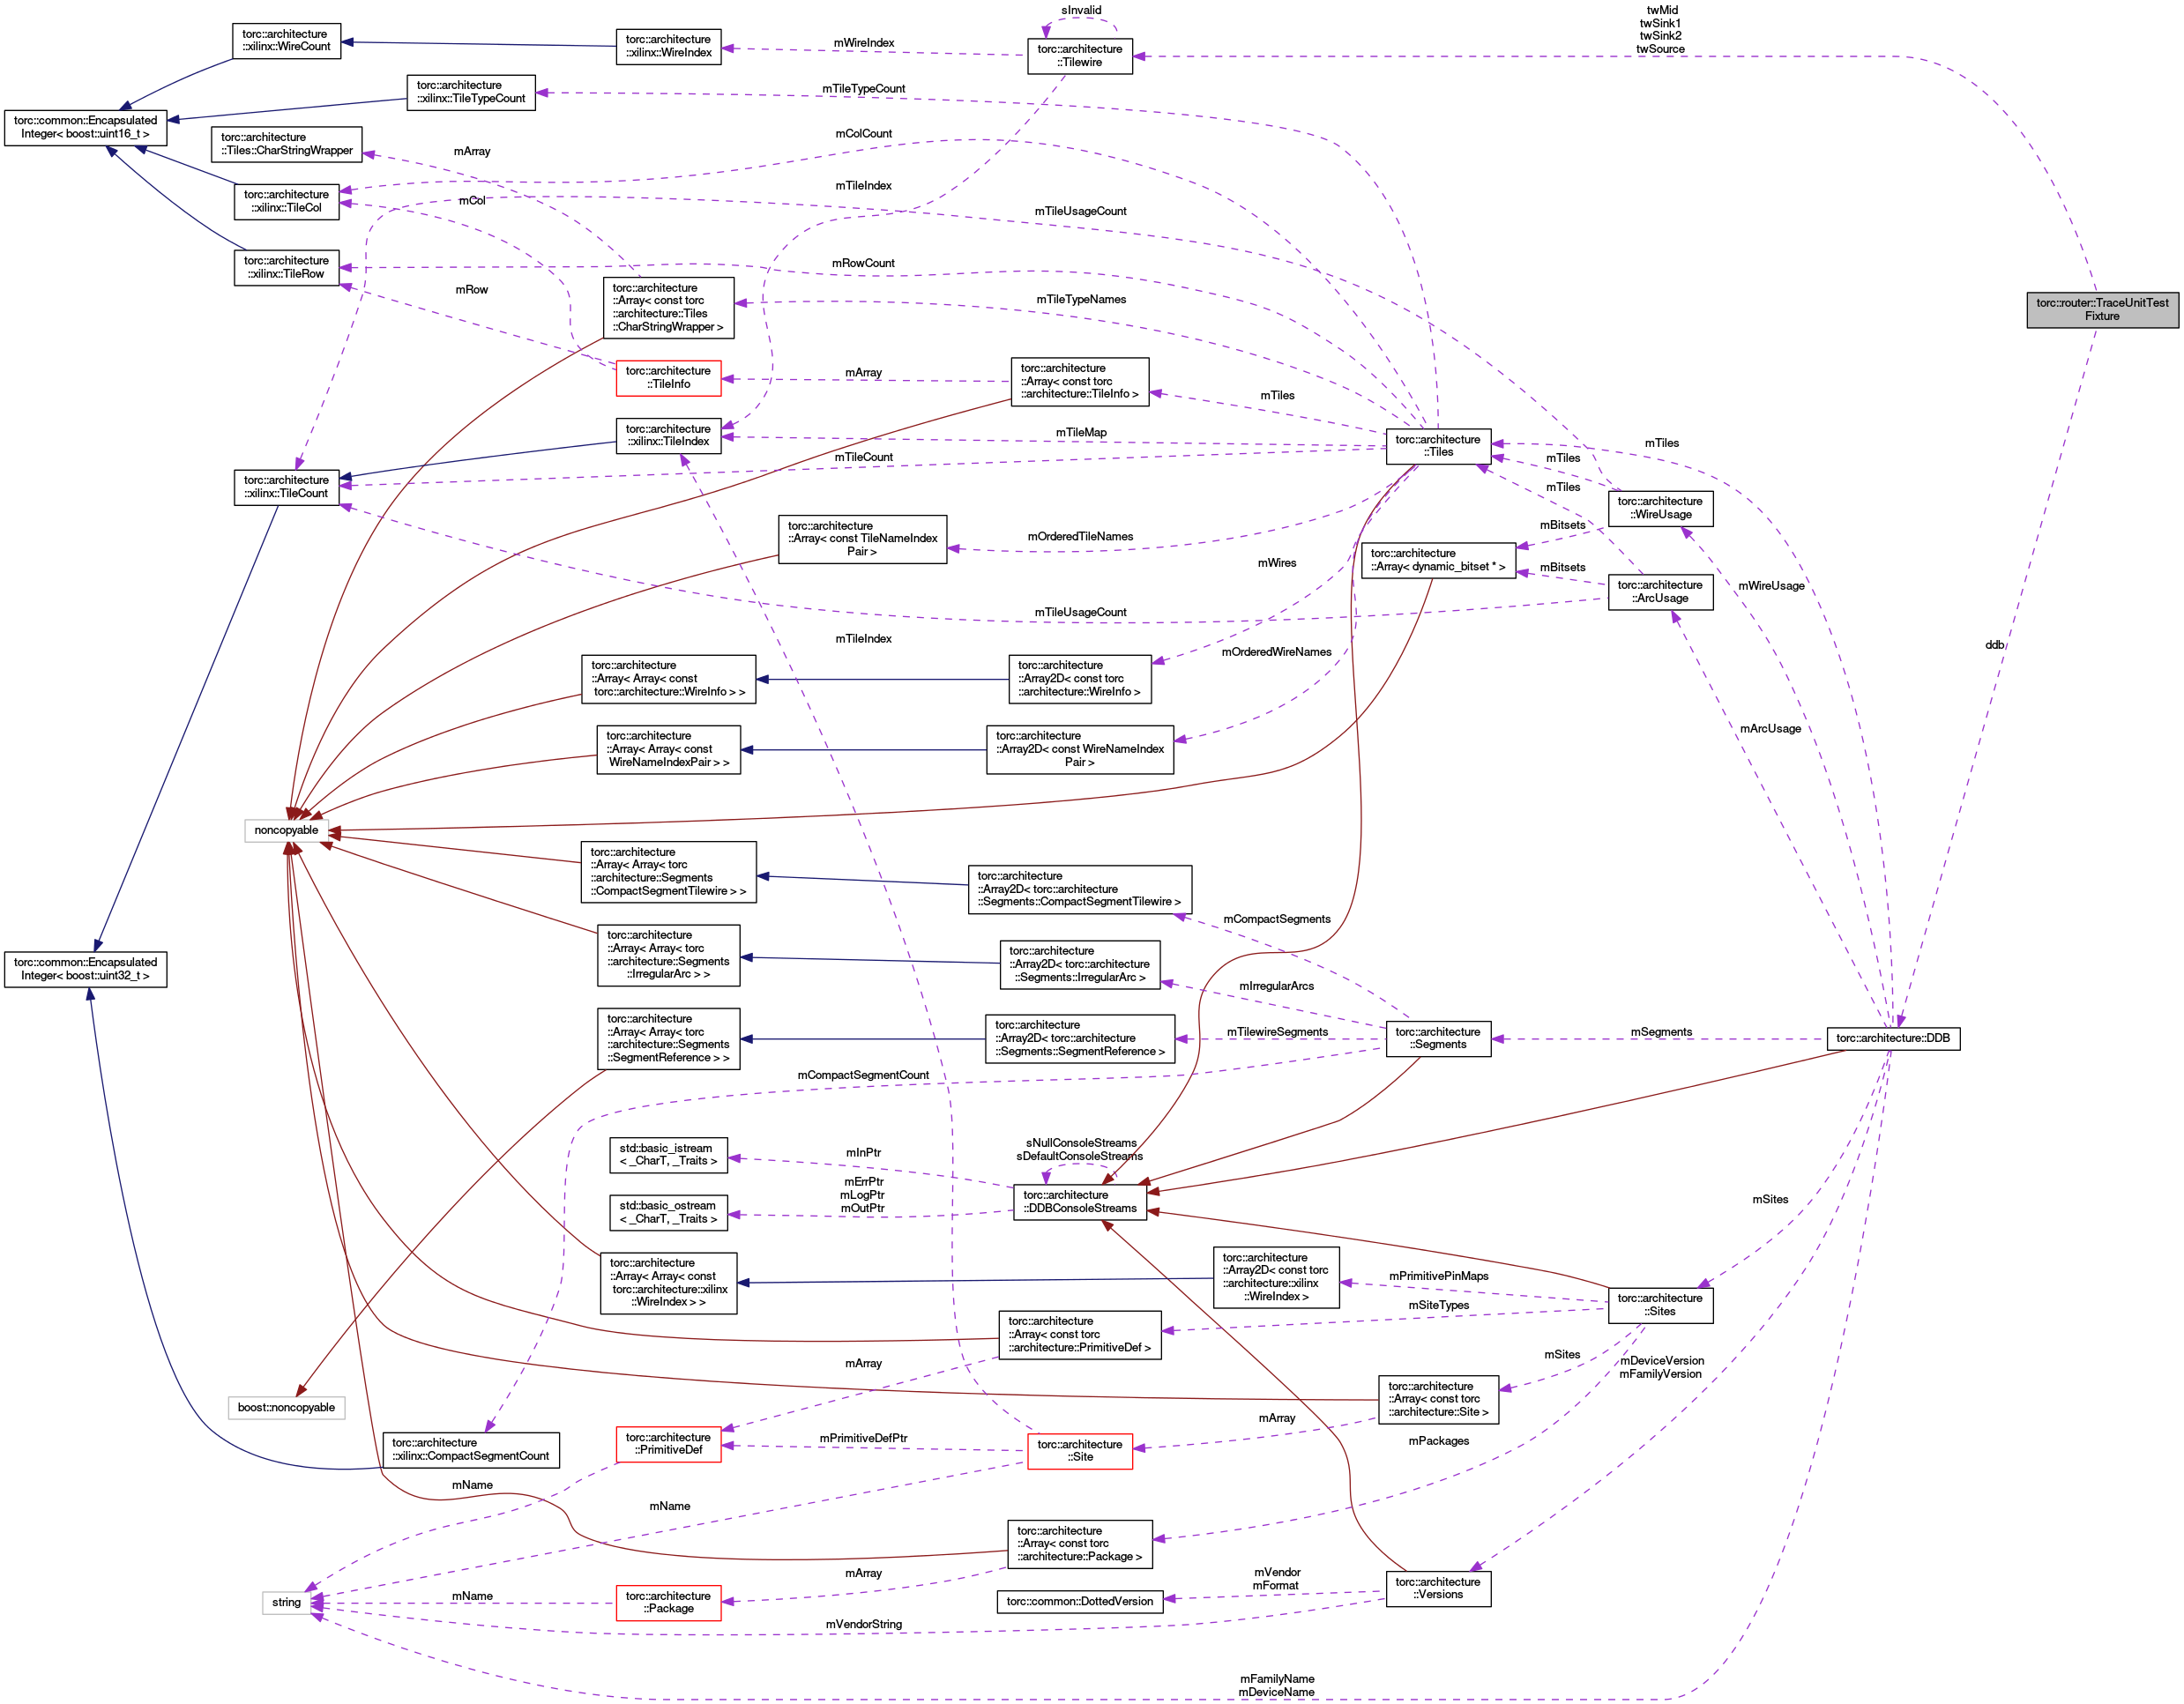 torc::architecture
::xilinx::WireCount
torc::architecture
::xilinx::WireIndex
mWireIndex
sInvalid
torc::architecture
::Tilewire
twMid
twSink1
twSink2
twSource
torc::architecture
::xilinx::TileTypeCount
mTileTypeCount
torc::common::Encapsulated
Integer< boost::uint16_t >
torc::architecture
::Tiles::CharStringWrapper
mArray
mColCount
torc::architecture
::xilinx::TileCol
mCol
mTileIndex
mTileUsageCount
torc::architecture
::xilinx::TileRow
mRow
mRowCount
torc::architecture
::Array< const torc
::architecture::Tiles
::CharStringWrapper >
mTileTypeNames
torc::router::TraceUnitTest
Fixture
torc::architecture
::TileInfo
mArray
torc::architecture
::Array< const torc
::architecture::TileInfo >
mTiles
torc::architecture
::xilinx::TileIndex
mTileMap
torc::architecture
::Tiles
mTiles
mTiles
mTiles
torc::architecture
::xilinx::TileCount
mTileCount
torc::architecture
::WireUsage
torc::architecture
::Array< const TileNameIndex
Pair >
mOrderedTileNames
mWires
torc::architecture
::Array< dynamic_bitset * >
mBitsets
mBitsets
torc::architecture
::ArcUsage
mWireUsage
mTileUsageCount
mTileIndex
mOrderedWireNames
ddb
torc::architecture
::Array< Array< const
torc::architecture::WireInfo > >
torc::architecture
::Array2D< const torc
::architecture::WireInfo >
torc::architecture
::Array< Array< const
WireNameIndexPair > >
torc::architecture
::Array2D< const WireNameIndex
Pair >
mArcUsage
noncopyable
torc::architecture
::Array< Array< torc
::architecture::Segments
::CompactSegmentTilewire > >
torc::architecture
::Array2D< torc::architecture
::Segments::CompactSegmentTilewire >
mCompactSegments
torc::common::Encapsulated
Integer< boost::uint32_t >
torc::architecture
::Array< Array< torc
::architecture::Segments
::IrregularArc > >
torc::architecture
::Array2D< torc::architecture
::Segments::IrregularArc >
mIrregularArcs
torc::architecture
::Array< Array< torc
::architecture::Segments
::SegmentReference > >
torc::architecture
::Array2D< torc::architecture
::Segments::SegmentReference >
mTilewireSegments
torc::architecture
::Segments
mSegments
torc::architecture::DDB
mCompactSegmentCount
std::basic_istream
< _CharT, _Traits >
mInPtr
sNullConsoleStreams
sDefaultConsoleStreams
std::basic_ostream
< _CharT, _Traits >
mErrPtr
mLogPtr
mOutPtr
torc::architecture
::DDBConsoleStreams
mSites
torc::architecture
::Array< Array< const
torc::architecture::xilinx
::WireIndex > >
torc::architecture
::Array2D< const torc
::architecture::xilinx
::WireIndex >
mPrimitivePinMaps
mSiteTypes
torc::architecture
::Sites
torc::architecture
::Array< const torc
::architecture::PrimitiveDef >
mArray
mSites
mDeviceVersion
mFamilyVersion
boost::noncopyable
torc::architecture
::Array< const torc
::architecture::Site >
mArray
mPackages
torc::architecture
::xilinx::CompactSegmentCount
torc::architecture
::PrimitiveDef
mPrimitiveDefPtr
torc::architecture
::Site
mName
mName
torc::architecture
::Array< const torc
::architecture::Package >
mArray
string
mName
torc::architecture
::Package
torc::common::DottedVersion
mVendor
mFormat
torc::architecture
::Versions
mVendorString
mFamilyName
mDeviceName